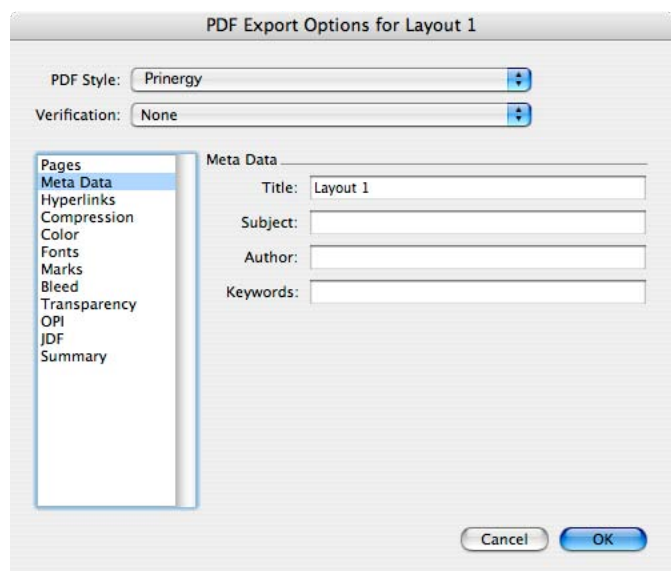 PDF Export Options for Layout 1
PDF Style: Prinergy
Verification: None
Pages
Meta Data
Hyperlinks
Compression
Color
Fonts
Marks
Bleed
Transparency
OPI
JDF
Summary
Meta Data
Title: Layout 1
Subject:
Author:
Keywords:
Cancel OK